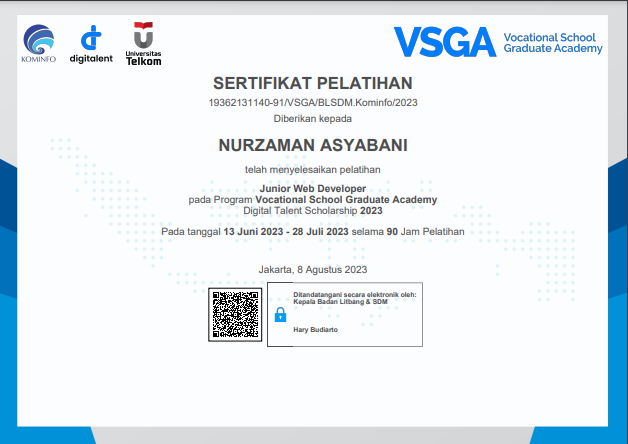 KOMINFO
digitalent
Universitas
Telkom
VSGA
Vocational School
Graduate Academy
SERTIFIKAT PELATIHAN
19362131140-91/VSGA/BLSDM.Kominfo/2023
Diberikan kepada
NURZAMAN ASYABANI
telah menyelesaikan pelatihan
Junior Web Developer
pada Program Vocational School Graduate Academy
Digital Talent Scholarship 2023
Pada tanggal 13 Juni 2023 - 28 Juli 2023 selama 90 Jam Pelatihan
Jakarta, 8 Agustus 2023
Ditandatangani secara elektronik oleh:
Kepala Badan Litbang & SDM
Hary Budiarto